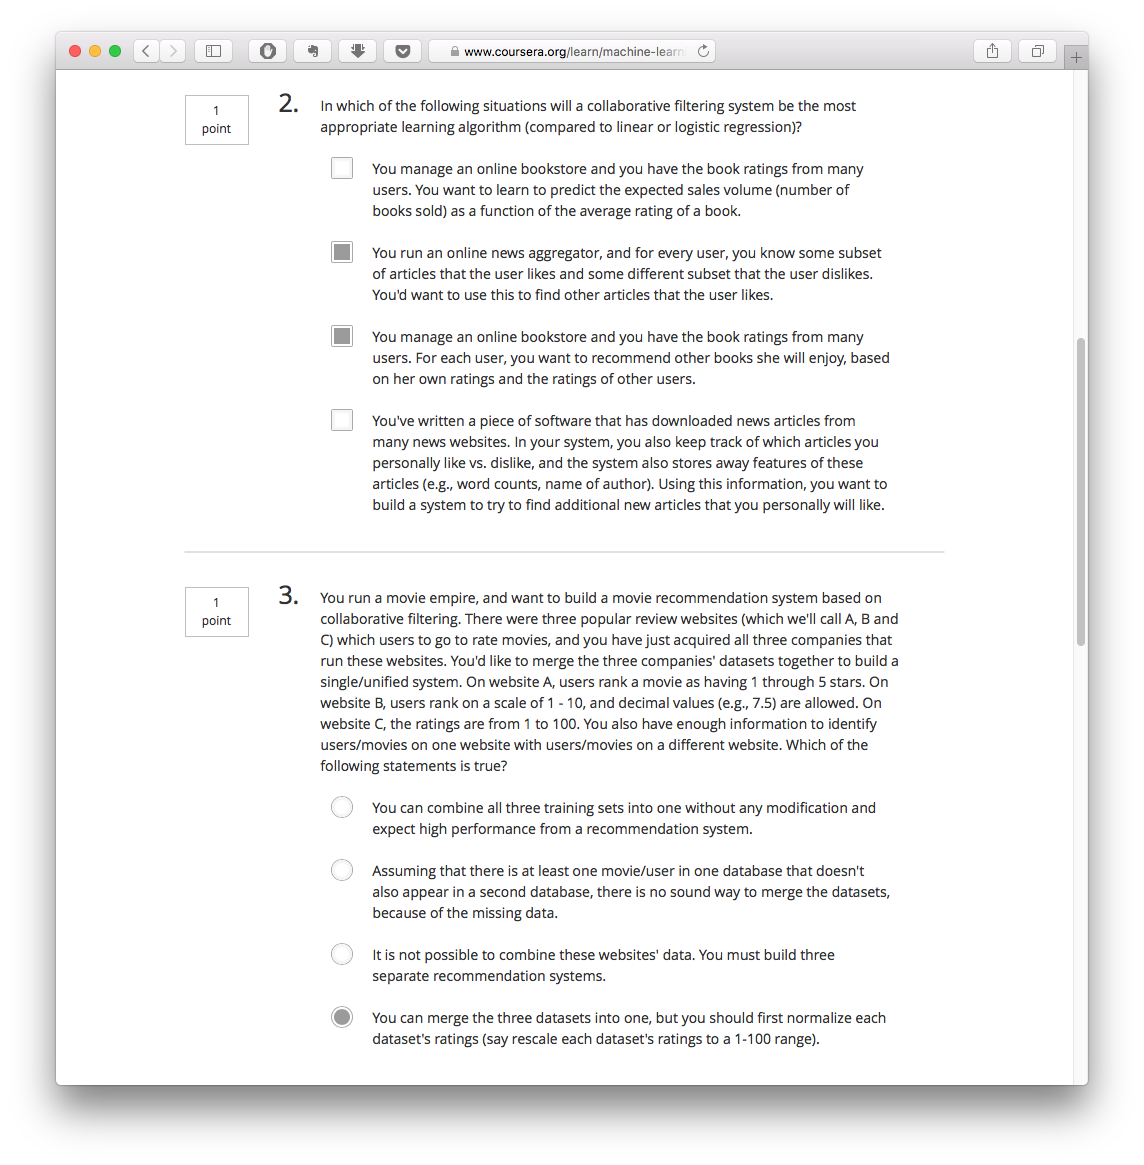 www.coursera.org/learn/machine-learn
1
point
2.
In which of the following situations will a collaborative filtering system be the most
appropriate learning algorithm (compared to linear or logistic regression)?
You manage an online bookstore and you have the book ratings from many
users. You want to learn to predict the expected sales volume (number of
books sold) as a function of the average rating of a book.
You run an online news aggregator, and for every user, you know some subset
of articles that the user likes and some different subset that the user dislikes.
You'd want to use this to find other articles that the user likes.
You manage an online bookstore and you have the book ratings from many
users. For each user, you want to recommend other books she will enjoy, based
on her own ratings and the ratings of other users.
You've written a piece of software that has downloaded news articles from
many news websites. In your system, you also keep track of which articles you
personally like vs. dislike, and the system also stores away features of these
articles (e.g., word counts, name of author). Using this information, you want to
build a system to try to find additional new articles that you personally will like.
1
point
3.
You run a movie empire, and want to build a movie recommendation system based on
collaborative filtering. There were three popular review websites (which we'll call A, B and
C) which users to go to rate movies, and you have just acquired all three companies that
run these websites. You'd like to merge the three companies' datasets together to build a
single/unified system. On website A, users rank a movie as having 1 through 5 stars. On
website B, users rank on a scale of 1 - 10, and decimal values (e.g., 7.5) are allowed. On
website C, the ratings are from 1 to 100. You also have enough information to identify
users/movies on one website with users/movies on a different website. Which of the
following statements is true?
You can combine all three training sets into one without any modification and
expect high performance from a recommendation system.
Assuming that there is at least one movie/user in one database that doesn't
also appear in a second database, there is no sound way to merge the datasets,
because of the missing data.
It is not possible to combine these websites' data. You must build three
separate recommendation systems.
You can merge the three datasets into one, but you should first normalize each
dataset's ratings (say rescale each dataset's ratings to a 1-100 range).